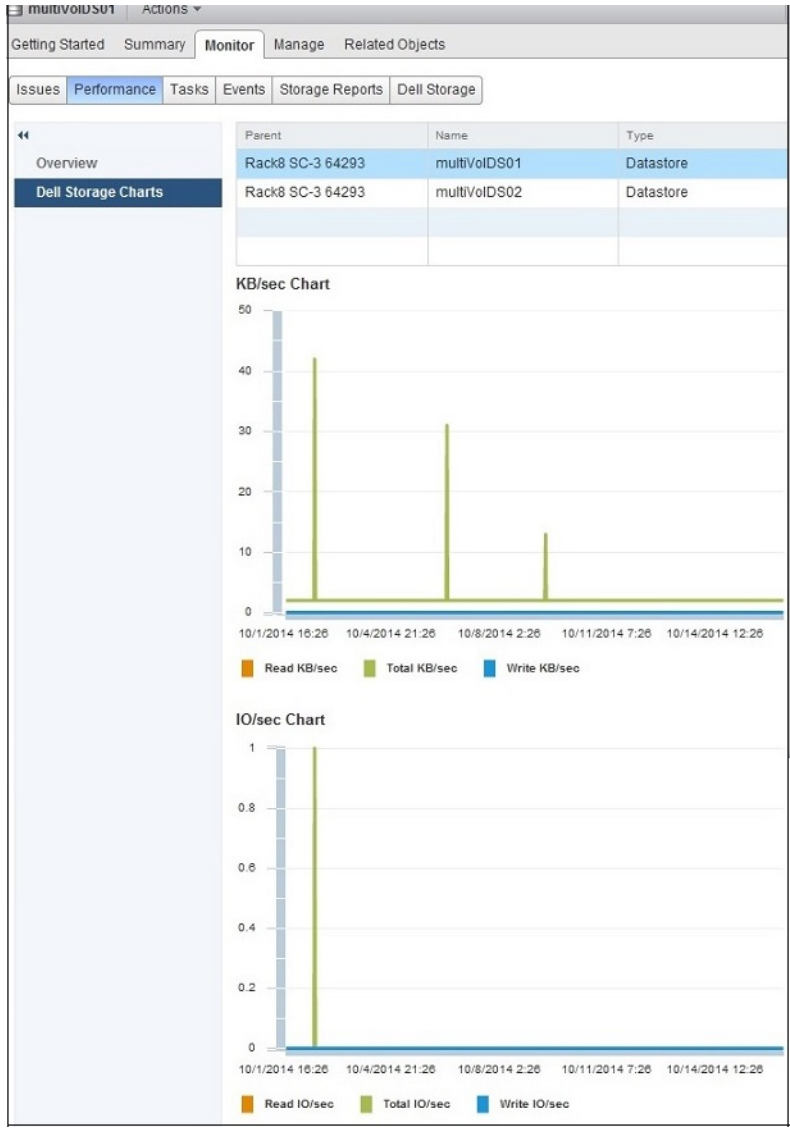 multiVolDS01 Actions
Getting Started Summary Monitor Manage Related Objects
Issues Performance Tasks Events Storage Reports Dell Storage
Overview
Dell Storage Charts
Parent Name Type
Rack8 SC-3 64293 multiVolDS01 Datastore
Rack8 SC-3 64293 multiVolDS02 Datastore
KB/sec Chart
50
40
30
20
10
0
10/1/2014 16:26 10/4/2014 21:26 10/8/2014 2:26 10/11/2014 7:26 10/14/2014 12:26
Read KB/sec Total KB/sec Write KB/sec
IO/sec Chart
1
0.8
0.6
0.4
0.2
0
10/1/2014 16:26 10/4/2014 21:26 10/8/2014 2:26 10/11/2014 7:26 10/14/2014 12:26
Read IO/sec Total IO/sec Write IO/sec